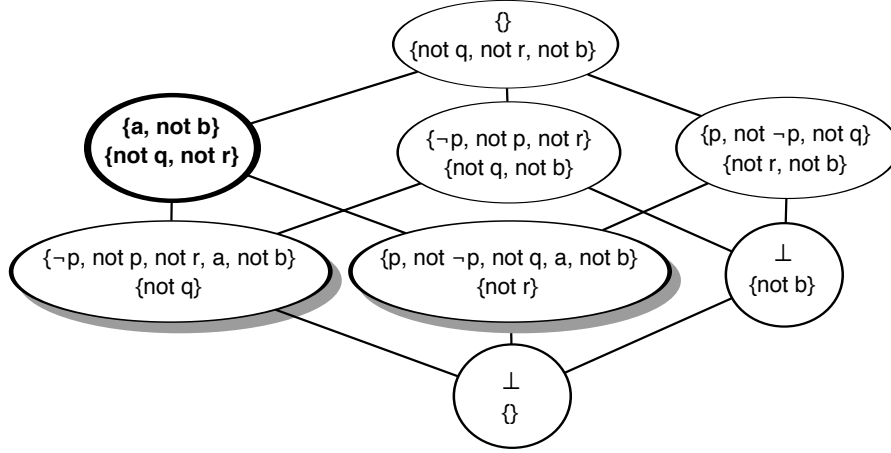 {}
{not q, not r, not b}
{a, not b}
{not q, not r}
{¬p, not p, not r}
{not q, not b}
{p, not ¬p, not q}
{not r, not b}
{¬p, not p, not r, a, not b}
{not q}
{p, not ¬p, not q, a, not b}
{not r}
⊥
{not b}
⊥
{}